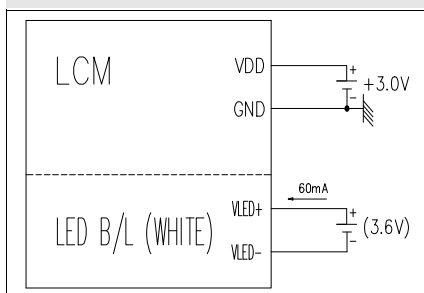 LCM
VDD
+
+3.0V
-
GND
60mA
VLED+
+
LED B/L (WHITE)
(3.6V)
VLED-
-